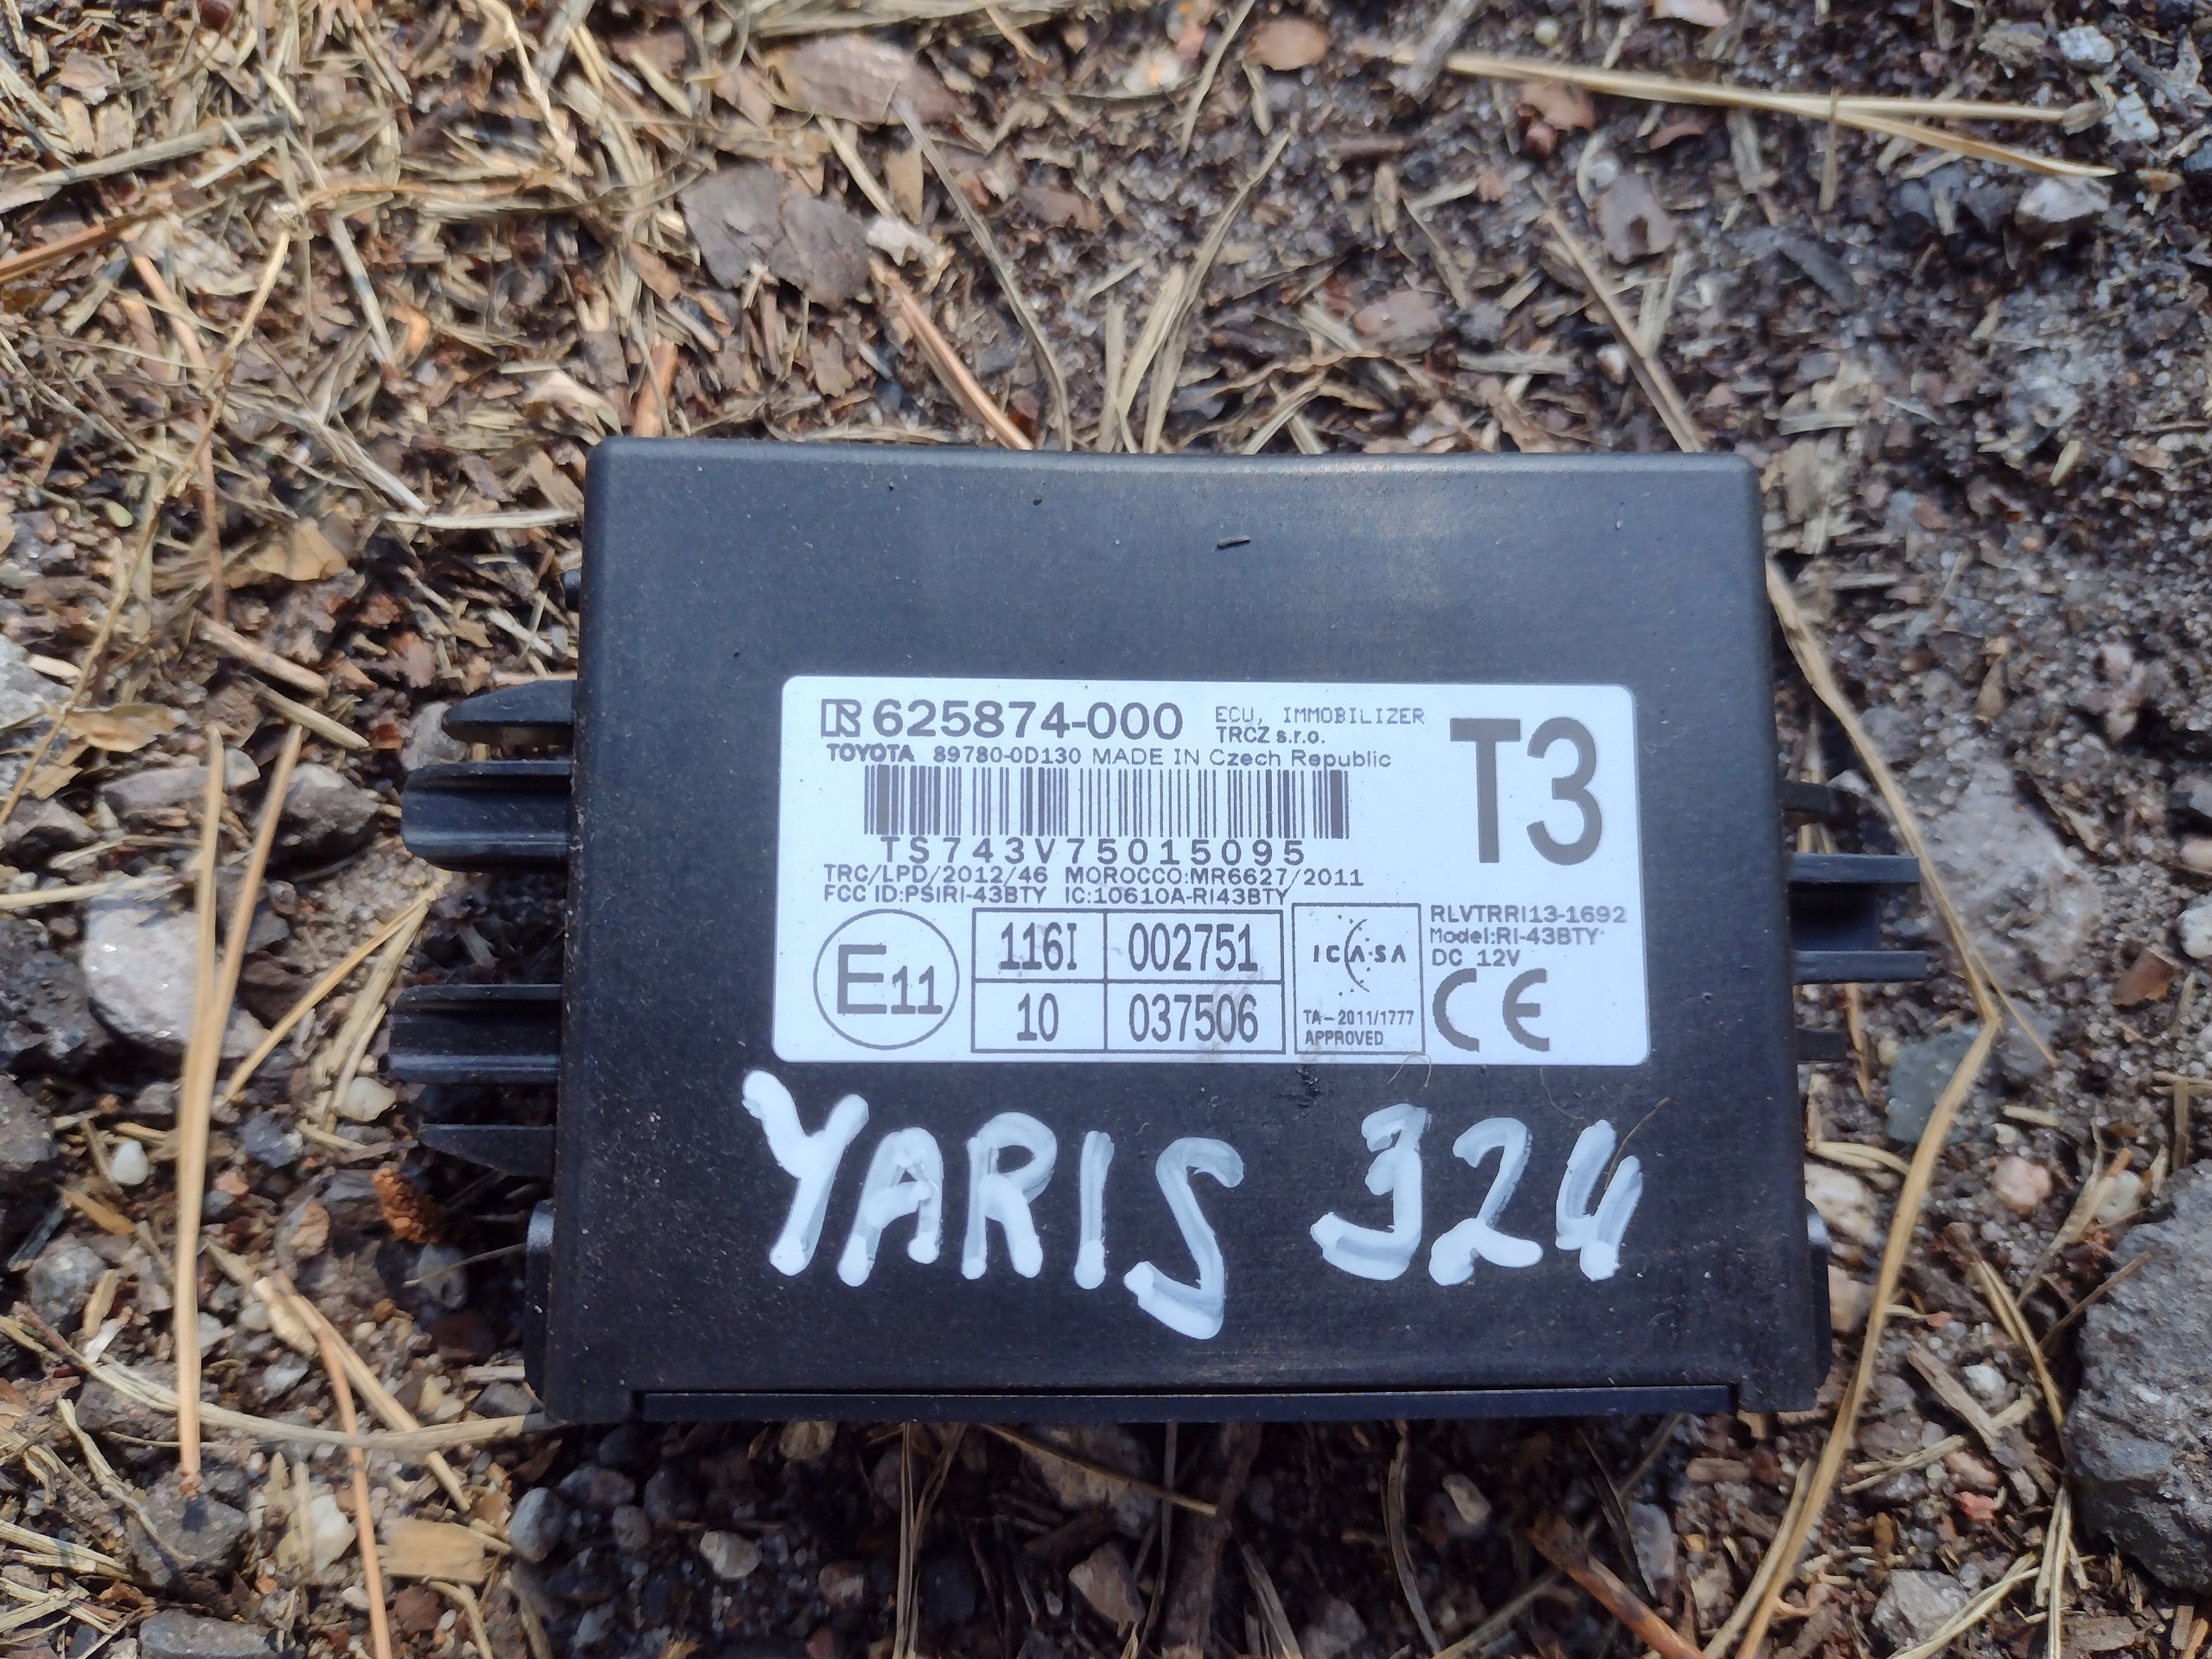 625874-000 ECU, IMMOBILIZER
TRCZ s.r.o.
T3
TOYOTA 89780-0D130 MADE IN Czech Republic
TS743V75015095
TRC/LPD/2012/46 MOROCCO:MR6627/2011
FCC ID:PSIRI-43BTY IC:10610A-RI43BTY
E11
116I 002751
10 037506
ICASA
TA-2011/1777
APPROVED
RLVTRRI13-1692
Model:RI-43BTY
DC 12V
CE
YARIS 324